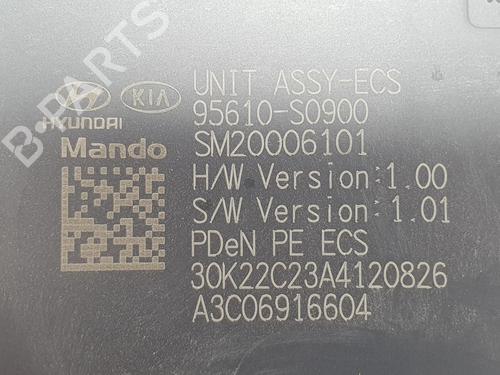 UNIT ASSY-ECS
95610-S0900
SM20006101
H/W Version:1.00
S/W Version:1.01
PDeN PE ECS
30K22C23A4120826
A3C06916604
HYUNDAI
KIA
Mando
B-PARTS